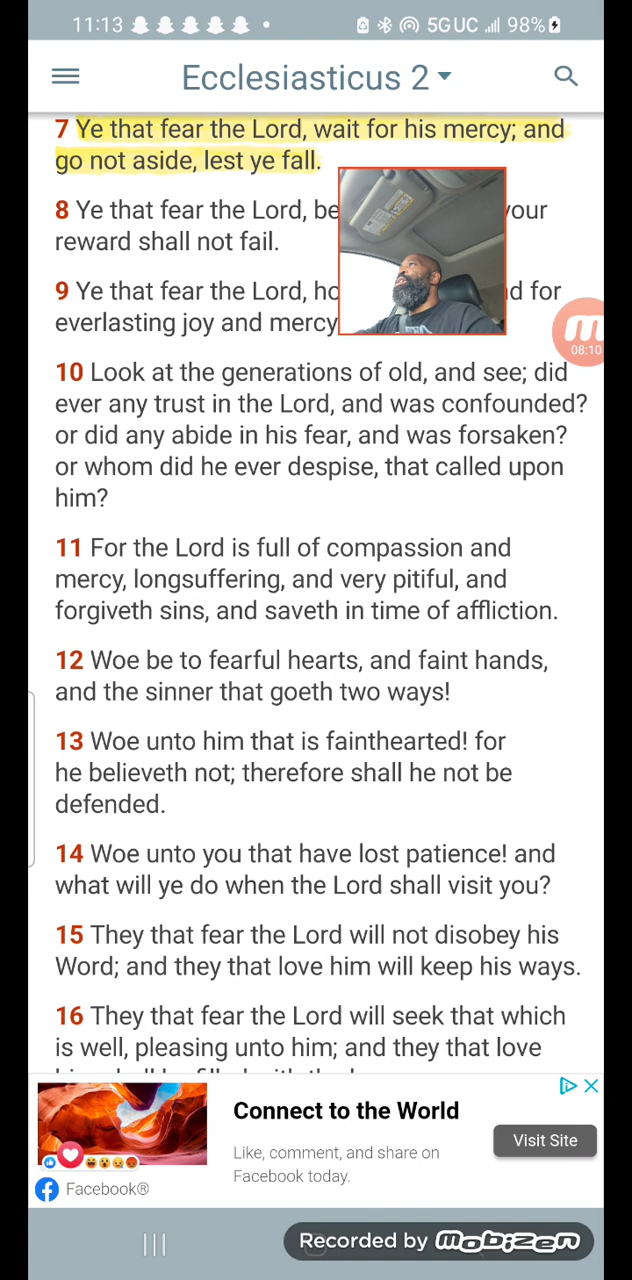 11:13
5G UC 98%
Ecclesiasticus 2
7 Ye that fear the Lord, wait for his mercy; and
go not aside, lest ye fall.
8 Ye that fear the Lord, be your
reward shall not fail.
9 Ye that fear the Lord, for
everlasting joy and mercy
08:10
10 Look at the generations of old, and see; did
ever any trust in the Lord, and was confounded?
or did any abide in his fear, and was forsaken?
or whom did he ever despise, that called upon
him?
11 For the Lord is full of compassion and
mercy, longsuffering, and very pitiful, and
forgiveth sins, and saveth in time of affliction.
12 Woe be to fearful hearts, and faint hands,
and the sinner that goeth two ways!
13 Woe unto him that is fainthearted! for
he believeth not; therefore shall he not be
defended.
14 Woe unto you that have lost patience! and
what will ye do when the Lord shall visit you?
15 They that fear the Lord will not disobey his
Word; and they that love him will keep his ways.
16 They that fear the Lord will seek that which
is well, pleasing unto him; and they that love
Connect to the World
Like, comment, and share on
Facebook today.
Visit Site
Facebook®
Recorded by mobizen